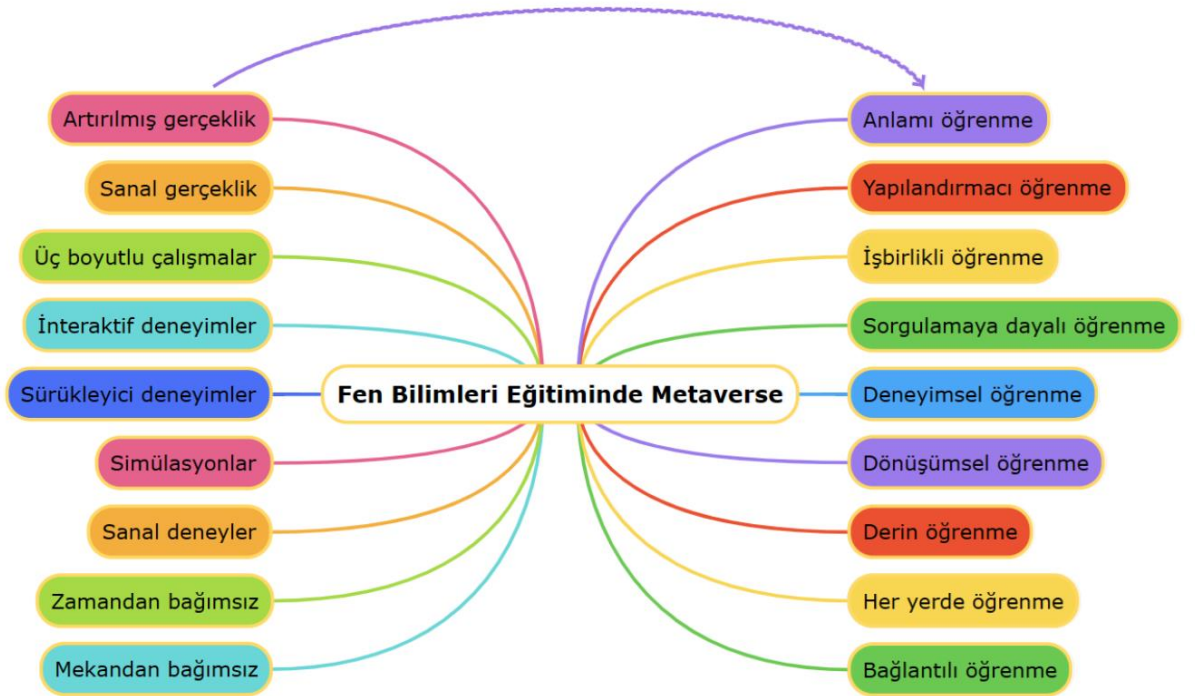 Artırılmış gerçeklik
Sanal gerçeklik
Üç boyutlu çalışmalar
İnteraktif deneyimler
Sürükleyici deneyimler
Simülasyonlar
Sanal deneyler
Zamandan bağımsız
Mekandan bağımsız
Fen Bilimleri Eğitiminde Metaverse
Anlamı öğrenme
Yapılandırmacı öğrenme
İşbirlikli öğrenme
Sorgulamaya dayalı öğrenme
Deneyimsel öğrenme
Dönüşümsel öğrenme
Derin öğrenme
Her yerde öğrenme
Bağlantılı öğrenme